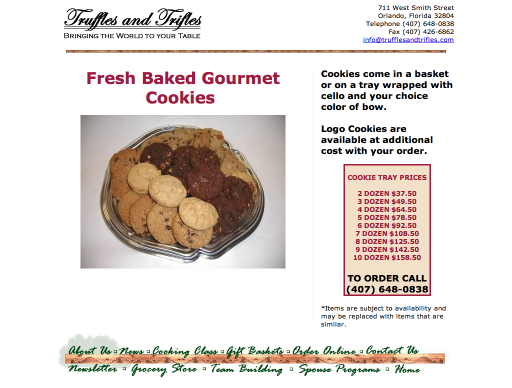 Truffles and Trifles
BRINGING THE WORLD TO YOUR TABLE
711 West Smith Street
Orlando, Florida 32804
Telephone (407) 648-0838
Fax (407) 426-6862
info@trufflesandtrifles.com
Fresh Baked Gourmet
Cookies
Cookies come in a basket
or on a tray wrapped with
cello and your choice
color of bow.
Logo Cookies are
available at additional
cost with your order.
COOKIE TRAY PRICES
2 DOZEN $37.50
3 DOZEN $49.50
4 DOZEN $64.50
5 DOZEN $78.50
6 DOZEN $92.50
7 DOZEN $108.50
8 DOZEN $125.50
9 DOZEN $142.50
10 DOZEN $158.50
TO ORDER CALL
(407) 648-0838
*Items are subject to availability and
may be replaced with items that are
similar.
About Us ▫ News ▫ Cooking Class ▫ Gift Baskets ▫ Order Online ▫ Contact Us
Newsletter ▫ Grocery Store ▫ Team Building ▫ Spouse Programs ▫ Home